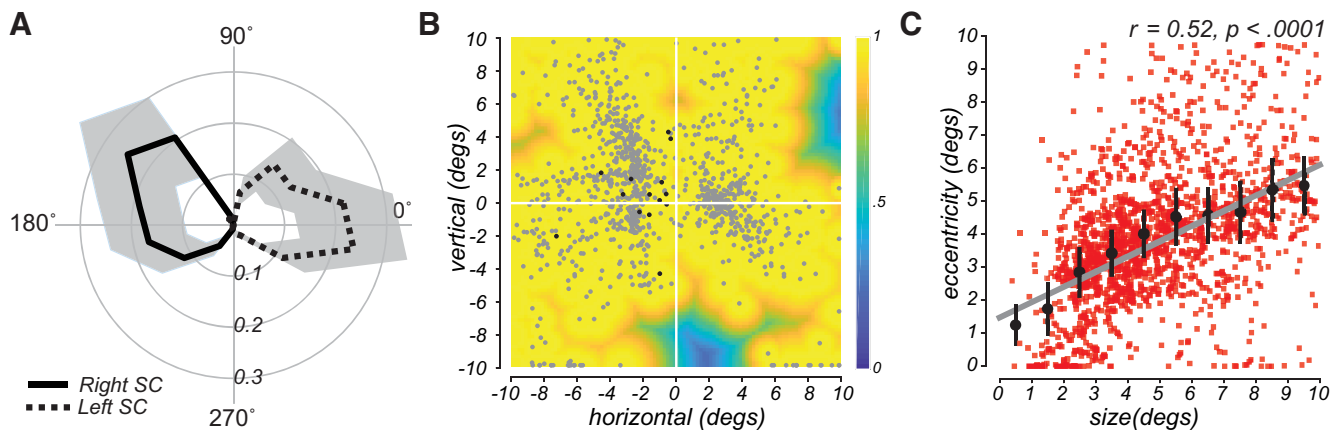 A
90°
180°
0°
0.1
0.2
0.3
270°
Right SC
Left SC
B
vertical (degs)
10
8
6
4
2
0
-2
-4
-6
-8
-10
-10 -8 -6 -4 -2 0 2 4 6 8 10
horizontal (degs)
1
.5
0
C
r = 0.52, p < .0001
eccentricity (degs)
10
9
8
7
6
5
4
3
2
1
0
0 1 2 3 4 5 6 7 8 9 10
size(degs)